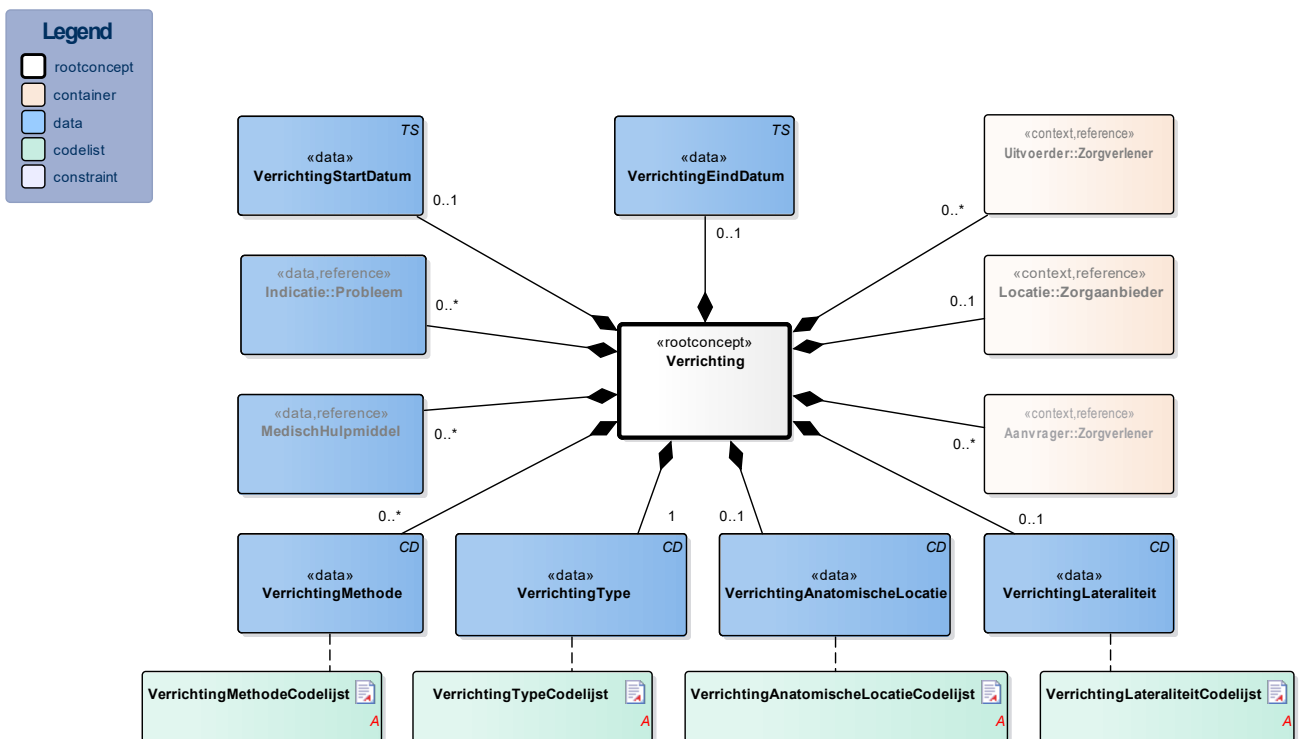 Legend
rootconcept
container
data
codelist
constraint
TS
«data»
VerrichtingStartDatum
0..1
TS
«data»
VerrichtingEindDatum
0..1
«context,reference»
Uitvoerder::Zorgverlener
0..*
«data,reference»
Indicatie::Probleem
0..*
«context,reference»
Locatie::Zorgaanbieder
0..1
«rootconcept»
Verrichting
«data,reference»
MedischHulpmiddel
0..*
«context,reference»
Aanvrager::Zorgverlener
0..*
0..*
1
0..1
0..1
CD
«data»
VerrichtingMethode
CD
«data»
VerrichtingType
CD
«data»
VerrichtingAnatomischeLocatie
CD
«data»
VerrichtingLateraliteit
VerrichtingMethodeCodelijst
A
VerrichtingTypeCodelijst
A
VerrichtingAnatomischeLocatieCodelijst
A
VerrichtingLateraliteitCodelijst
A